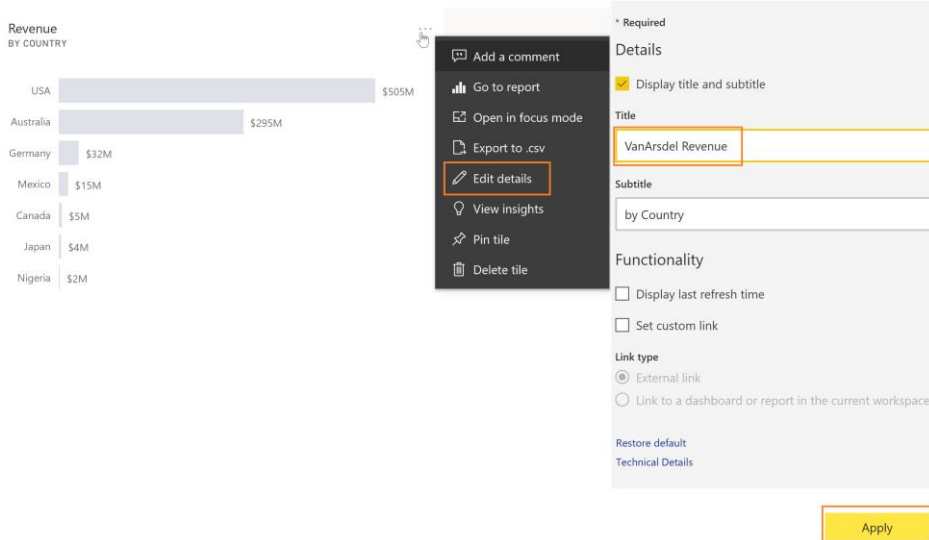 Revenue
BY COUNTRY
USA $505M
Australia $295M
Germany $32M
Mexico $15M
Canada $5M
Japan $4M
Nigeria $2M
Add a comment
Go to report
Open in focus mode
Export to .csv
Edit details
View insights
Pin tile
Delete tile
* Required
Details
Display title and subtitle
Title
VanArsdel Revenue
Subtitle
by Country
Functionality
Display last refresh time
Set custom link
Link type
External link
Link to a dashboard or report in the current workspace
Restore default
Technical Details
Apply